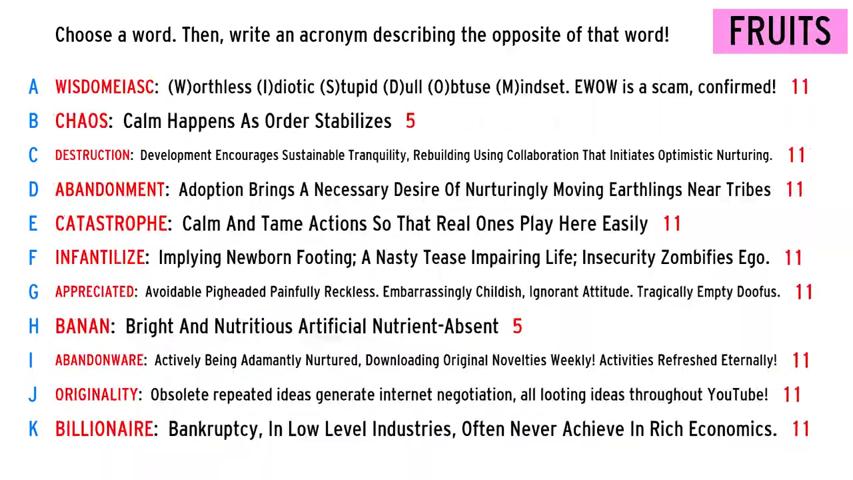 Choose a word. Then, write an acronym describing the opposite of that word!
FRUITS
A WISDOMEIASC: (W)orthless (I)diotic (S)tupid (D)ull (O)btuse (M)indset. EWOW is a scam, confirmed! 11
B CHAOS: Calm Happens As Order Stabilizes 5
C DESTRUCTION: Development Encourages Sustainable Tranquility, Rebuilding Using Collaboration That Initiates Optimistic Nurturing. 11
D ABANDONMENT: Adoption Brings A Necessary Desire Of Nurturingly Moving Earthlings Near Tribes 11
E CATASTROPHE: Calm And Tame Actions So That Real Ones Play Here Easily 11
F INFANTILIZE: Implying Newborn Footing; A Nasty Tease Impairing Life; Insecurity Zombifies Ego. 11
G APPRECIATED: Avoidable Pigheaded Painfully Reckless. Embarrassingly Childish, Ignorant Attitude. Tragically Empty Doofus. 11
H BANAN: Bright And Nutritious Artificial Nutrient-Absent 5
I ABANDONWARE: Actively Being Adamantly Nurtured, Downloading Original Novelties Weekly! Activities Refreshed Eternally! 11
J ORIGINALITY: Obsolete repeated ideas generate internet negotiation, all looting ideas throughout YouTube! 11
K BILLIONAIRE: Bankruptcy, In Low Level Industries, Often Never Achieve In Rich Economics. 11